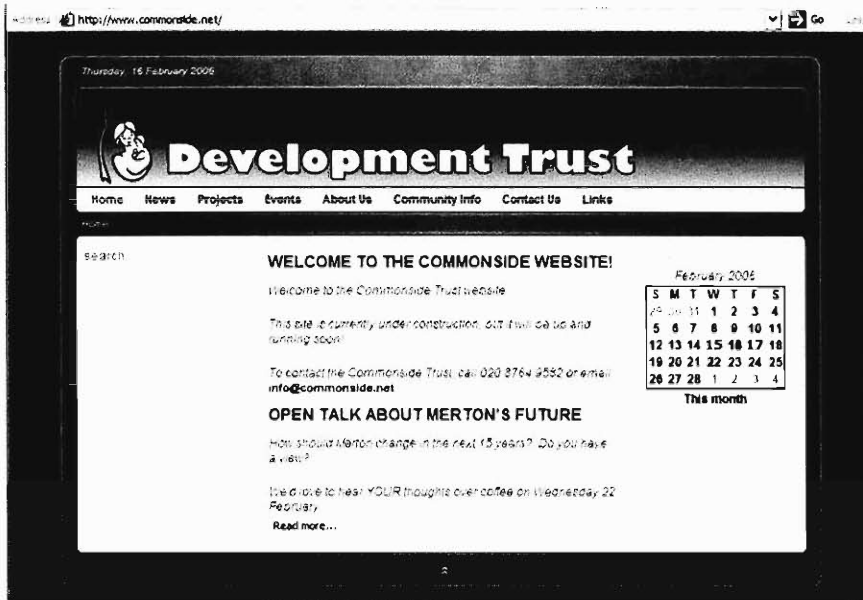 Address http://www.commonside.net/ Go
Thursday, 16 February 2006
Development Trust
Home News Projects Events About Us Community Info Contact Us Links
Home
search
WELCOME TO THE COMMONSIDE WEBSITE!
Welcome to the Commonside Trust website
This site is currently under construction, but it will be up and
running soon!
To contact the Commonside Trust, call 020 8764 9582 or email
info@commonside.net
OPEN TALK ABOUT MERTON'S FUTURE
How should Merton change in the next 15 years? Do you have
a view?
We'd love to hear YOUR thoughts over coffee on Wednesday 22
February
Read more...
February 2006
S M T W T F S
29 30 31 1 2 3 4
5 6 7 8 9 10 11
12 13 14 15 16 17 18
19 20 21 22 23 24 25
26 27 28 1 2 3 4
This month